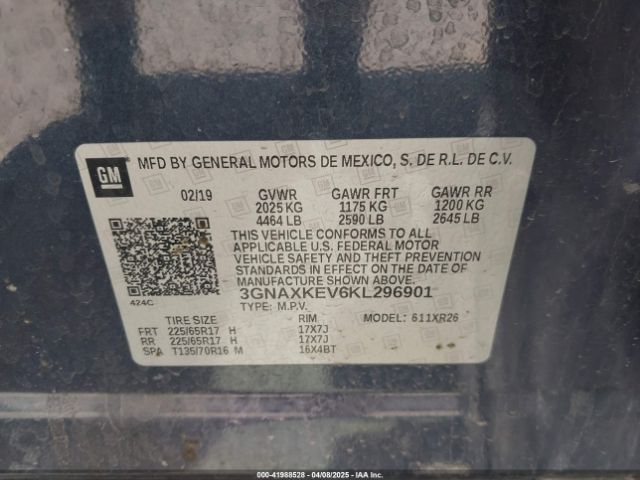 GM
MFD BY GENERAL MOTORS DE MEXICO, S. DE R.L. DE C.V.
02/19 GVWR GAWR FRT GAWR RR
2025 KG 1175 KG 1200 KG
4464 LB 2590 LB 2645 LB
THIS VEHICLE CONFORMS TO ALL
APPLICABLE U.S. FEDERAL MOTOR
VEHICLE SAFETY AND THEFT PREVENTION
STANDARDS IN EFFECT ON THE DATE OF
MANUFACTURE SHOWN ABOVE.
3GNAXKEV6KL296901
424C
TYPE: M.P.V.
TIRE SIZE RIM MODEL: 611XR26
FRT 225/65R17 H 17X7J
RR 225/65R17 H 17X7J
SPA T135/70R16 M 16X4BT
000-41988528 - 04/08/2025 - IAA Inc.